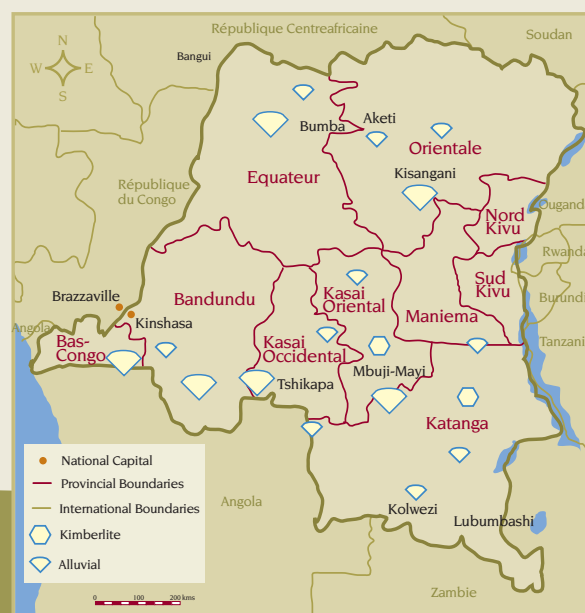 République Centreafricaine
Soudan
N
W E
S
Bangui
Bumba
Aketi
Orientale
Equateur
Kisangani
République
du Congo
Nord
Kivu
Ougand
Rwanda
Sud
Kivu
Burundi
Bandundu
Kasai
Oriental
Maniema
Brazzaville
Kinshasa
Angola
Bas-
Congo
Kasai
Occidental
Tanzani
Mbuji-Mayi
Tshikapa
Katanga
National Capital
Provincial Boundaries
International Boundaries
Kimberlite
Alluvial
Angola
Kolwezi
Lubumbashi
Zambie
0 100 200 kms